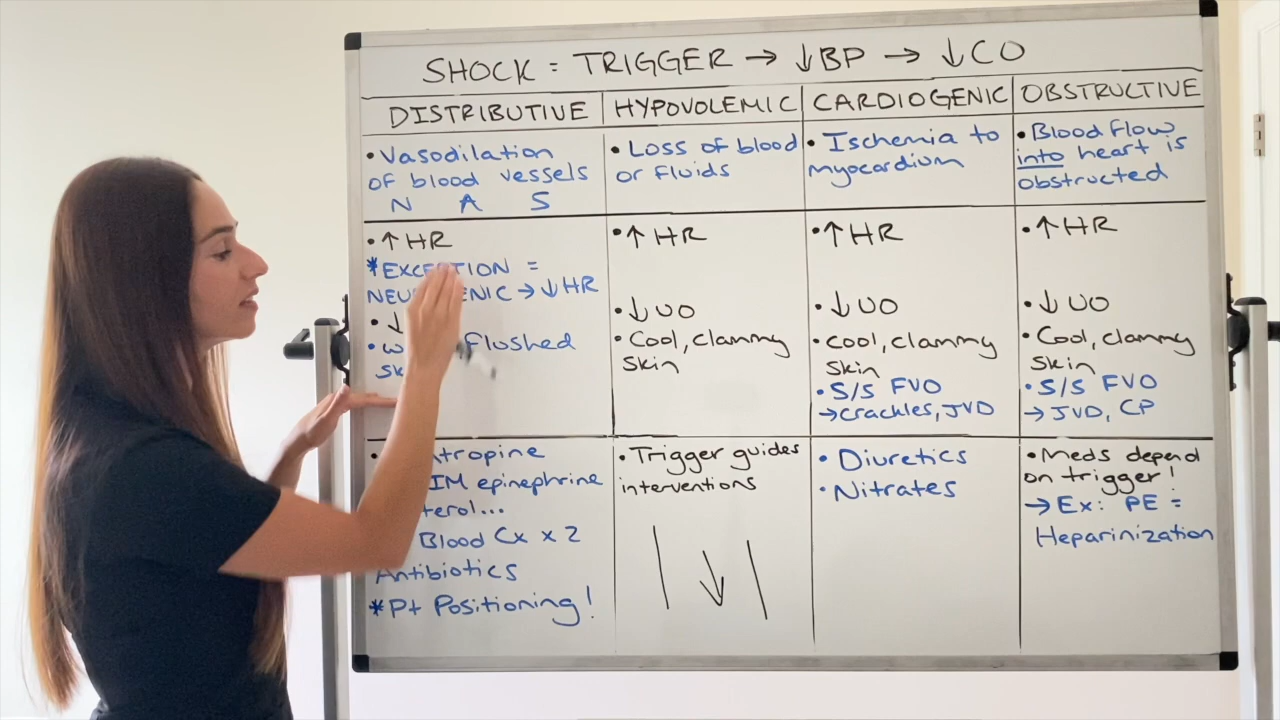 SHOCK = TRIGGER → ↓BP → ↓CO
DISTRIBUTIVE
• Vasodilation
of blood vessels
N A S
• ↑ HR
*EXCEPTION =
→ ↓ HR
• ↓
flushed
IM epinephrine
Blood Cx x 2
Antibiotics
*Pt Positioning!
HYPOVOLEMIC
• Loss of blood
or fluids
• ↑ HR
• ↓ UO
• Cool, clammy
skin
• Trigger guides
interventions
↓
CARDIOGENIC
• Ischemia to
myocardium
• ↑ HR
• ↓ UO
• Cool, clammy
skin
• S/S FVO
→ crackles, JVD
• Diuretics
• Nitrates
OBSTRUCTIVE
• Blood flow
into heart is
obstructed
• ↑ HR
• ↓ UO
• Cool, clammy
skin
• S/S FVO
→ JVD, CP
• Meds depend
on trigger!
→ Ex: PE =
Heparinization